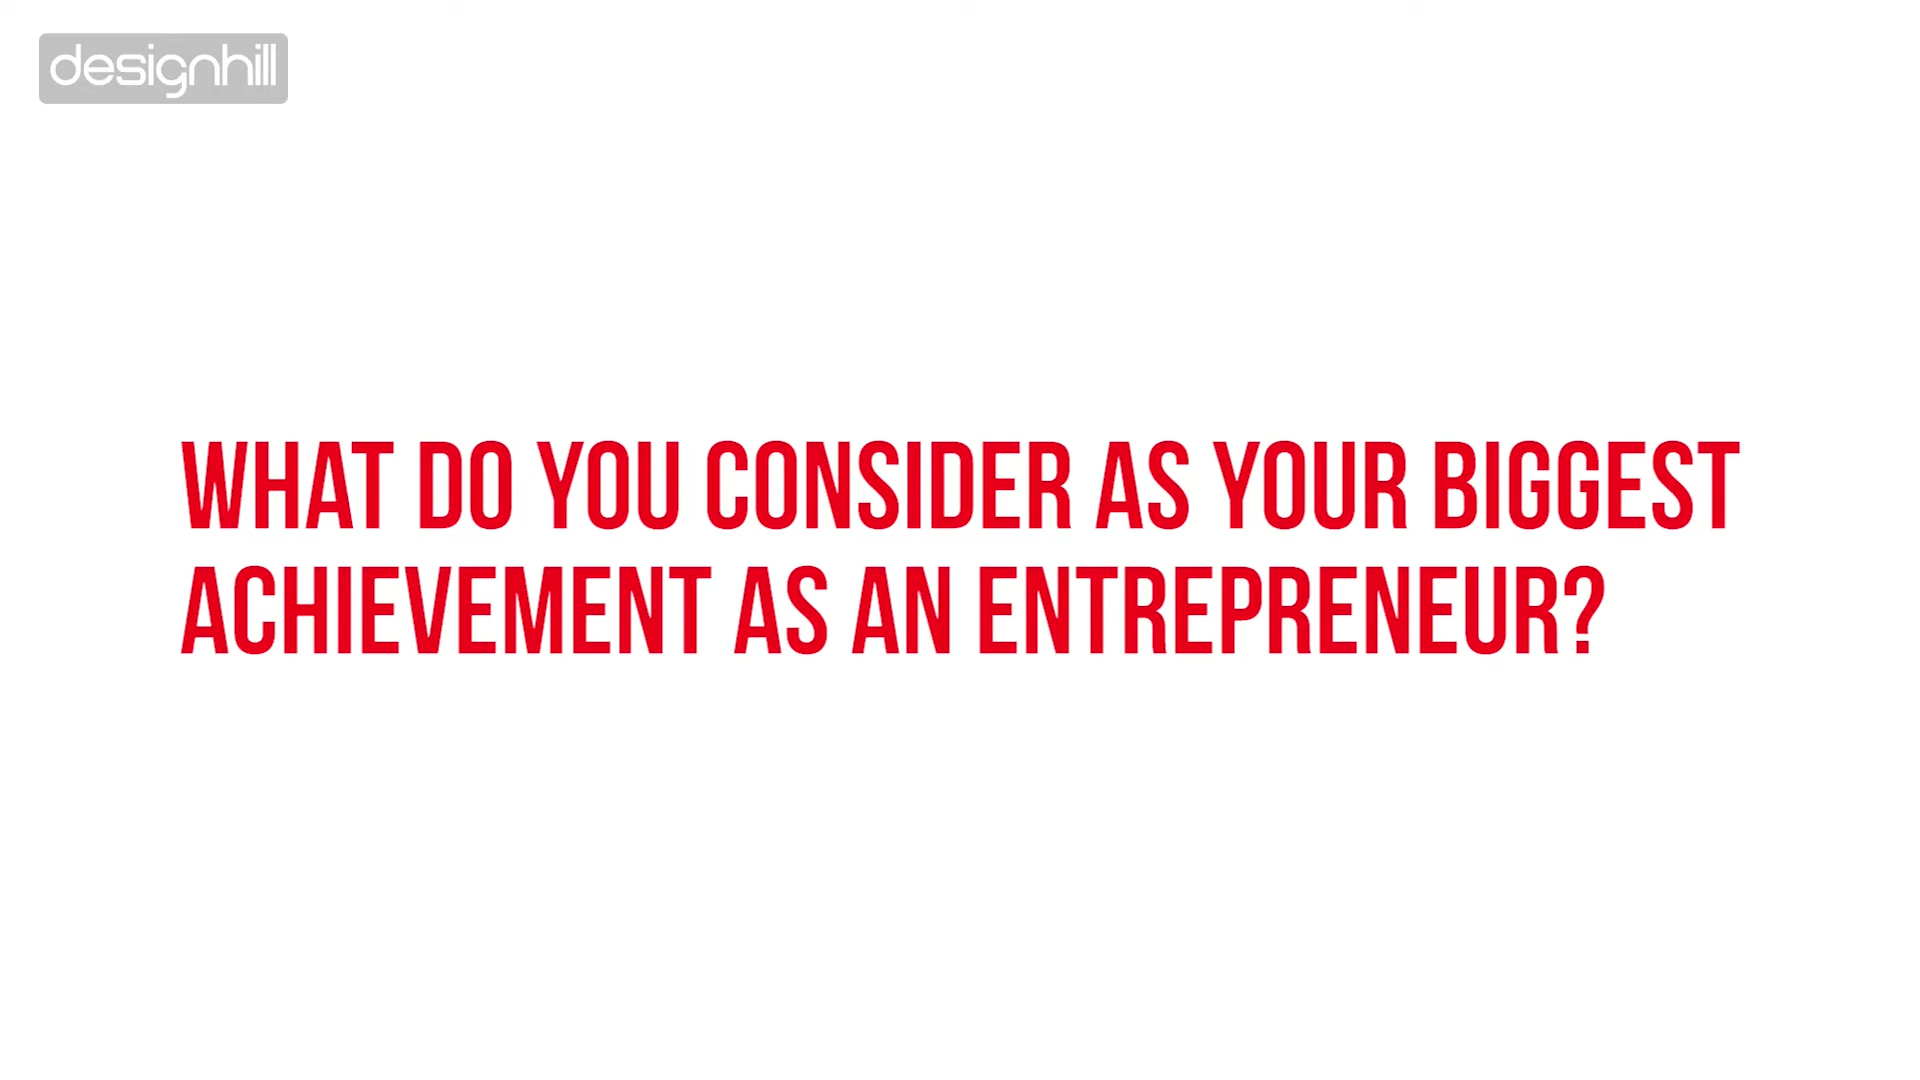 designhill
WHAT DO YOU CONSIDER AS YOUR BIGGEST
ACHIEVEMENT AS AN ENTREPRENEUR?